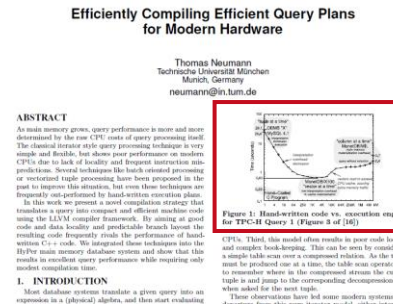 Efficiently Compiling Efficient Query Plans
for Modern Hardware
Thomas Neumann
Technische Universität München
Munich, Germany
neumann@in.tum.de
ABSTRACT
As main memory grows, query performance is more and more
determined by the raw CPU costs of query processing itself.
The classical iterator style query processing technique is very
simple and flexible, but shows poor performance on modern
CPUs due to lack of locality and frequent instruction mis-
predictions. Several techniques like batch oriented processing
or vectorized tuple processing have been proposed in the
past to improve this situation, but even these techniques are
frequently out-performed by hand-written execution plans.
In this work we present a novel compilation strategy that
translates a query into compact and efficient machine code
using the LLVM compiler framework. By aiming at good
code and data locality and predictable branch layout the
resulting code frequently rivals the performance of hand-
written C++ code. We integrated these techniques into the
HyPer main memory database system and show that this
results in excellent query performance while requiring only
modest compilation time.
1. INTRODUCTION
Most database systems translate a given query into an
expression in a (physical) algebra, and then start evaluating
Figure 1: Hand-written code vs. execution engi
for TPC-H Query 1 (Figure 3 of [16])
CPUs. Third, this model often results in poor code lo
and complex book-keeping. This can be seen by consid
a simple table scan over a compressed relation. As the t
must be produced one at a time, the table scan operato
to remember where in the compressed stream the cu
tuple is and jump to the corresponding decompression
when asked for the next tuple.
These observations have led some modern systems